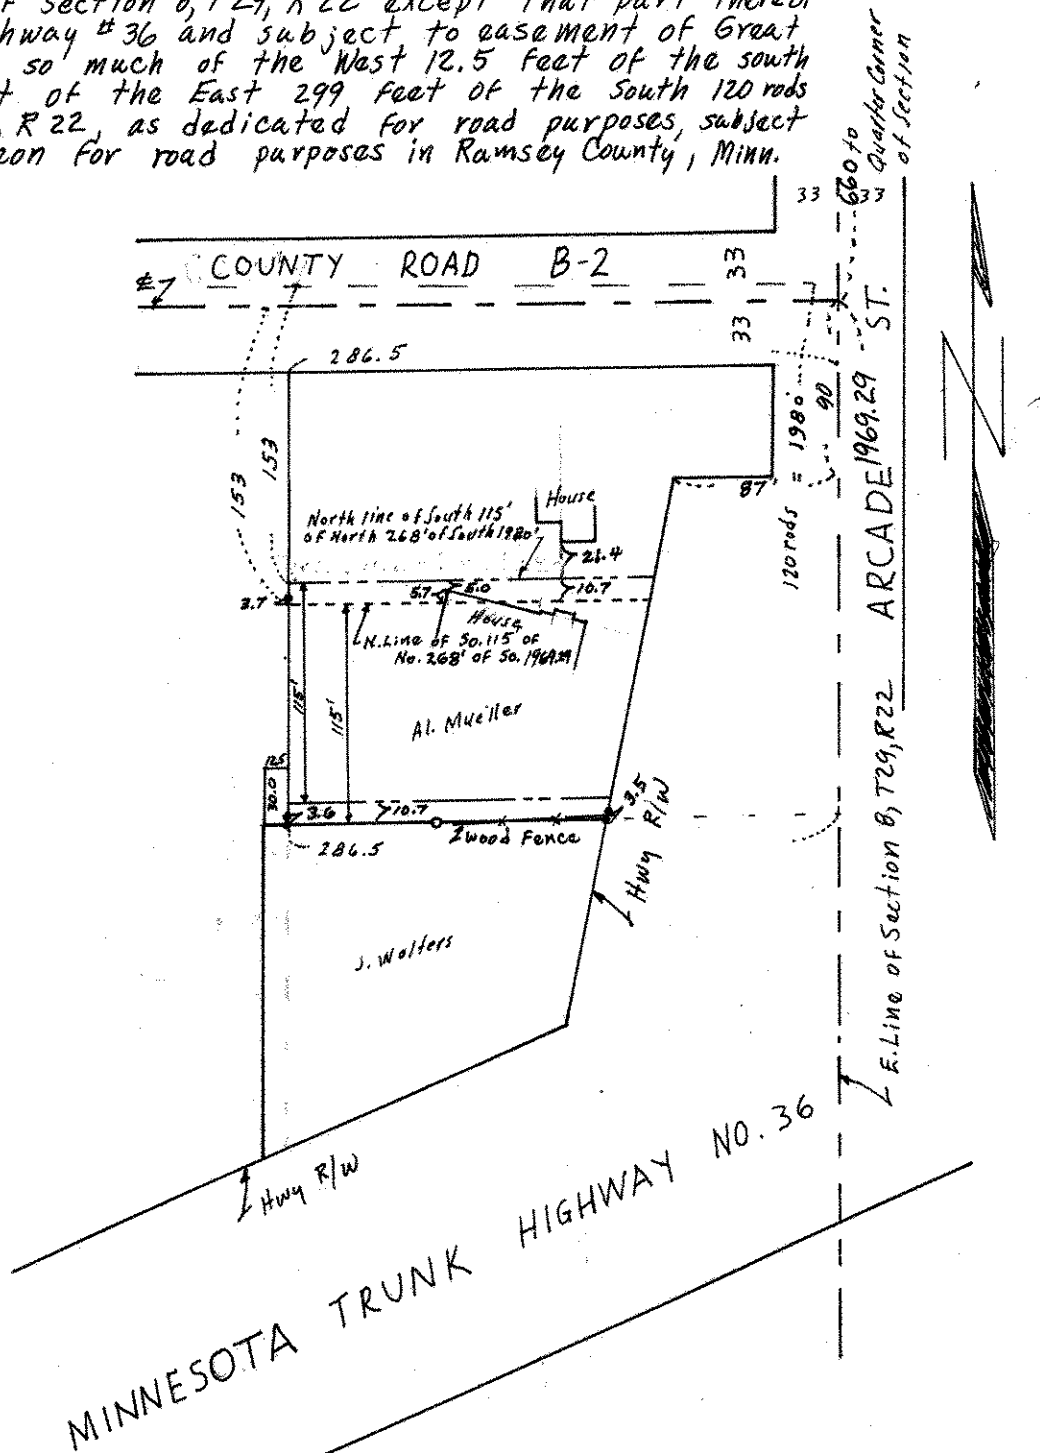 Section 8, T29, R22 except that part thereof
hway #36 and subject to easement of Great
so much of the West 12.5 feet of the south
t of the East 299 feet of the South 120 rods
R 22, as dedicated for road purposes, subject
for road purposes in Ramsey County, Minn.
660 to
Quarter Corner
of Section
33
33
COUNTY ROAD B-2
33
33
286.5
153
153
120 rods = 1980'
90
1969.29
ARCADE ST.
87
House
North line of South 115'
of North 268' of South 1980'
21.4
10.7
3.7
5.7
5.0
House
N. Line of So. 115' of
No. 268' of So. 1969.29
115'
115'
Al. Mueller
12.5
30.0
3.6
10.7
3.5
286.5
Wood Fence
Hwy R/W
J. Wolters
E. Line of Section 8, T29, R22
Hwy R/W
MINNESOTA TRUNK HIGHWAY NO. 36